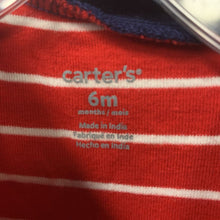 carter's®
6m
months / mois
Made in India
Fabriqué en Inde
Hecho en India